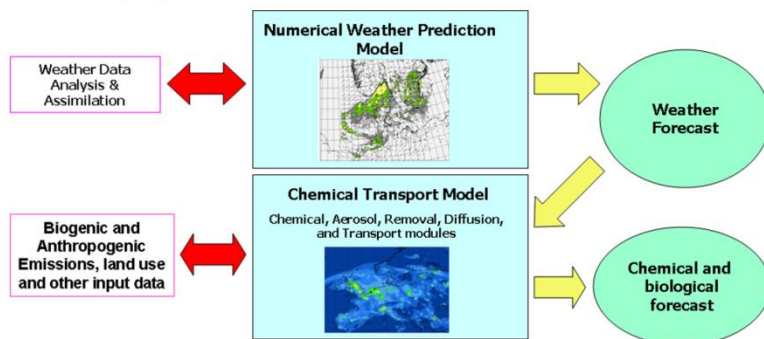 Numerical Weather Prediction
Model
Weather Data
Analysis &
Assimilation
Weather
Forecast
Chemical Transport Model
Chemical, Aerosol, Removal, Diffusion,
and Transport modules
Biogenic and
Anthropogenic
Emissions, land use
and other input data
Chemical and
biological
forecast